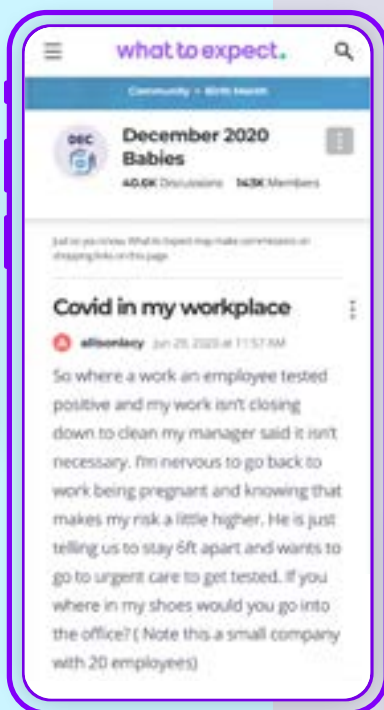 what to expect.
Community • Birth Month
DEC
December 2020
Babies
40.6K Discussions 143K Members
Just so you know, What to Expect may make commissions on
shopping links on this page.
Covid in my workplace
allisonlacy Jun 29, 2020 at 11:57 AM
So where a work an employee tested
positive and my work isn't closing
down to clean my manager said it isn't
necessary. I'm nervous to go back to
work being pregnant and knowing that
makes my risk a little higher. He is just
telling us to stay 6ft apart and wants to
go to urgent care to get tested. If you
where in my shoes would you go into
the office? ( Note this a small company
with 20 employees)